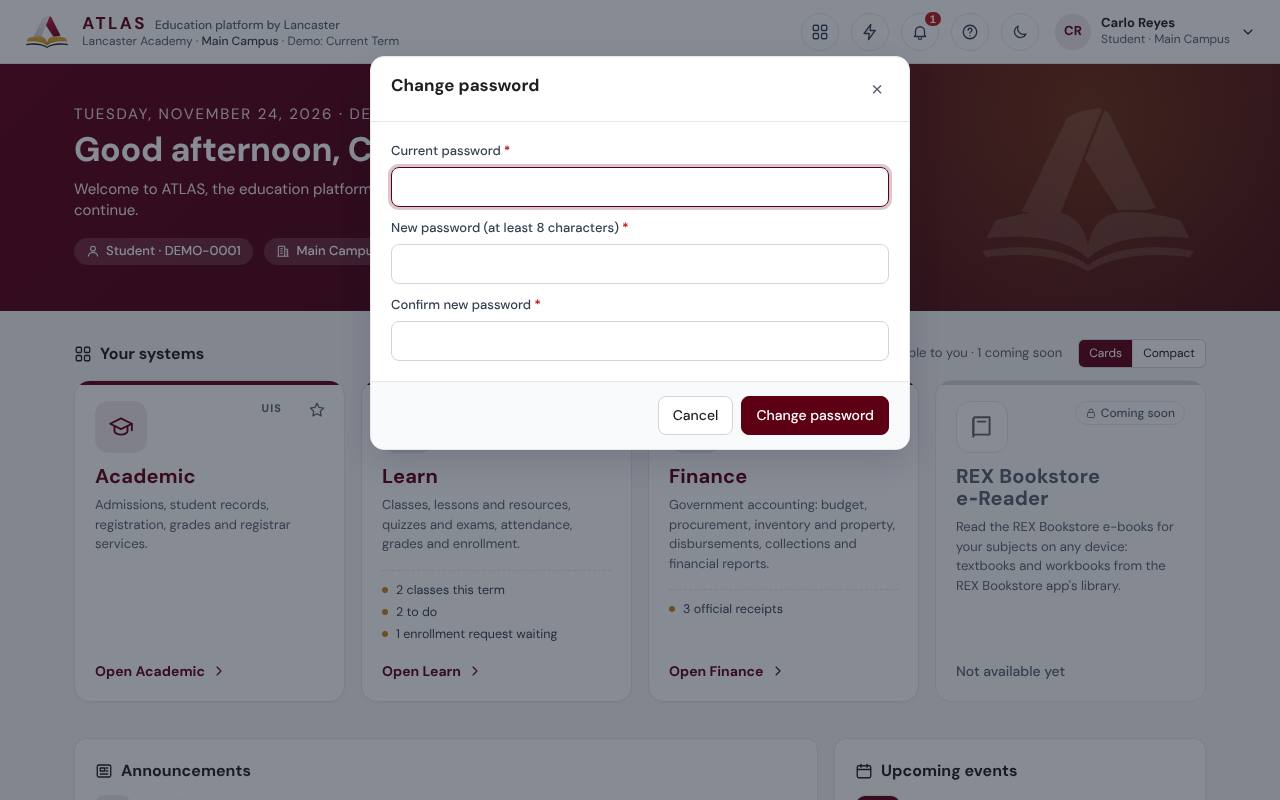 ATLAS Education platform by Lancaster
Lancaster Academy · Main Campus · Demo: Current Term
1
CR
Carlo Reyes
Student · Main Campus
Change password
TUESDAY, NOVEMBER 24, 2026 ·
Good afternoon,
Welcome to ATLAS, the education platform
continue.
Student · DEMO-0001
Main
Current password *
New password (at least 8 characters) *
Confirm new password *
Cancel
Change password
Your systems
to you · 1 coming soon
Cards
Compact
UIS
Academic
Admissions, student records,
registration, grades and registrar
services.
Open Academic
Learn
Classes, lessons and resources,
quizzes and exams, attendance,
grades and enrollment.
2 classes this term
2 to do
1 enrollment request waiting
Open Learn
Finance
Government accounting: budget,
procurement, inventory and property,
disbursements, collections and
financial reports.
3 official receipts
Open Finance
Coming soon
REX Bookstore
e-Reader
Read the REX Bookstore e-books for
your subjects on any device:
textbooks and workbooks from the
REX Bookstore app's library.
Not available yet
Announcements
Upcoming events